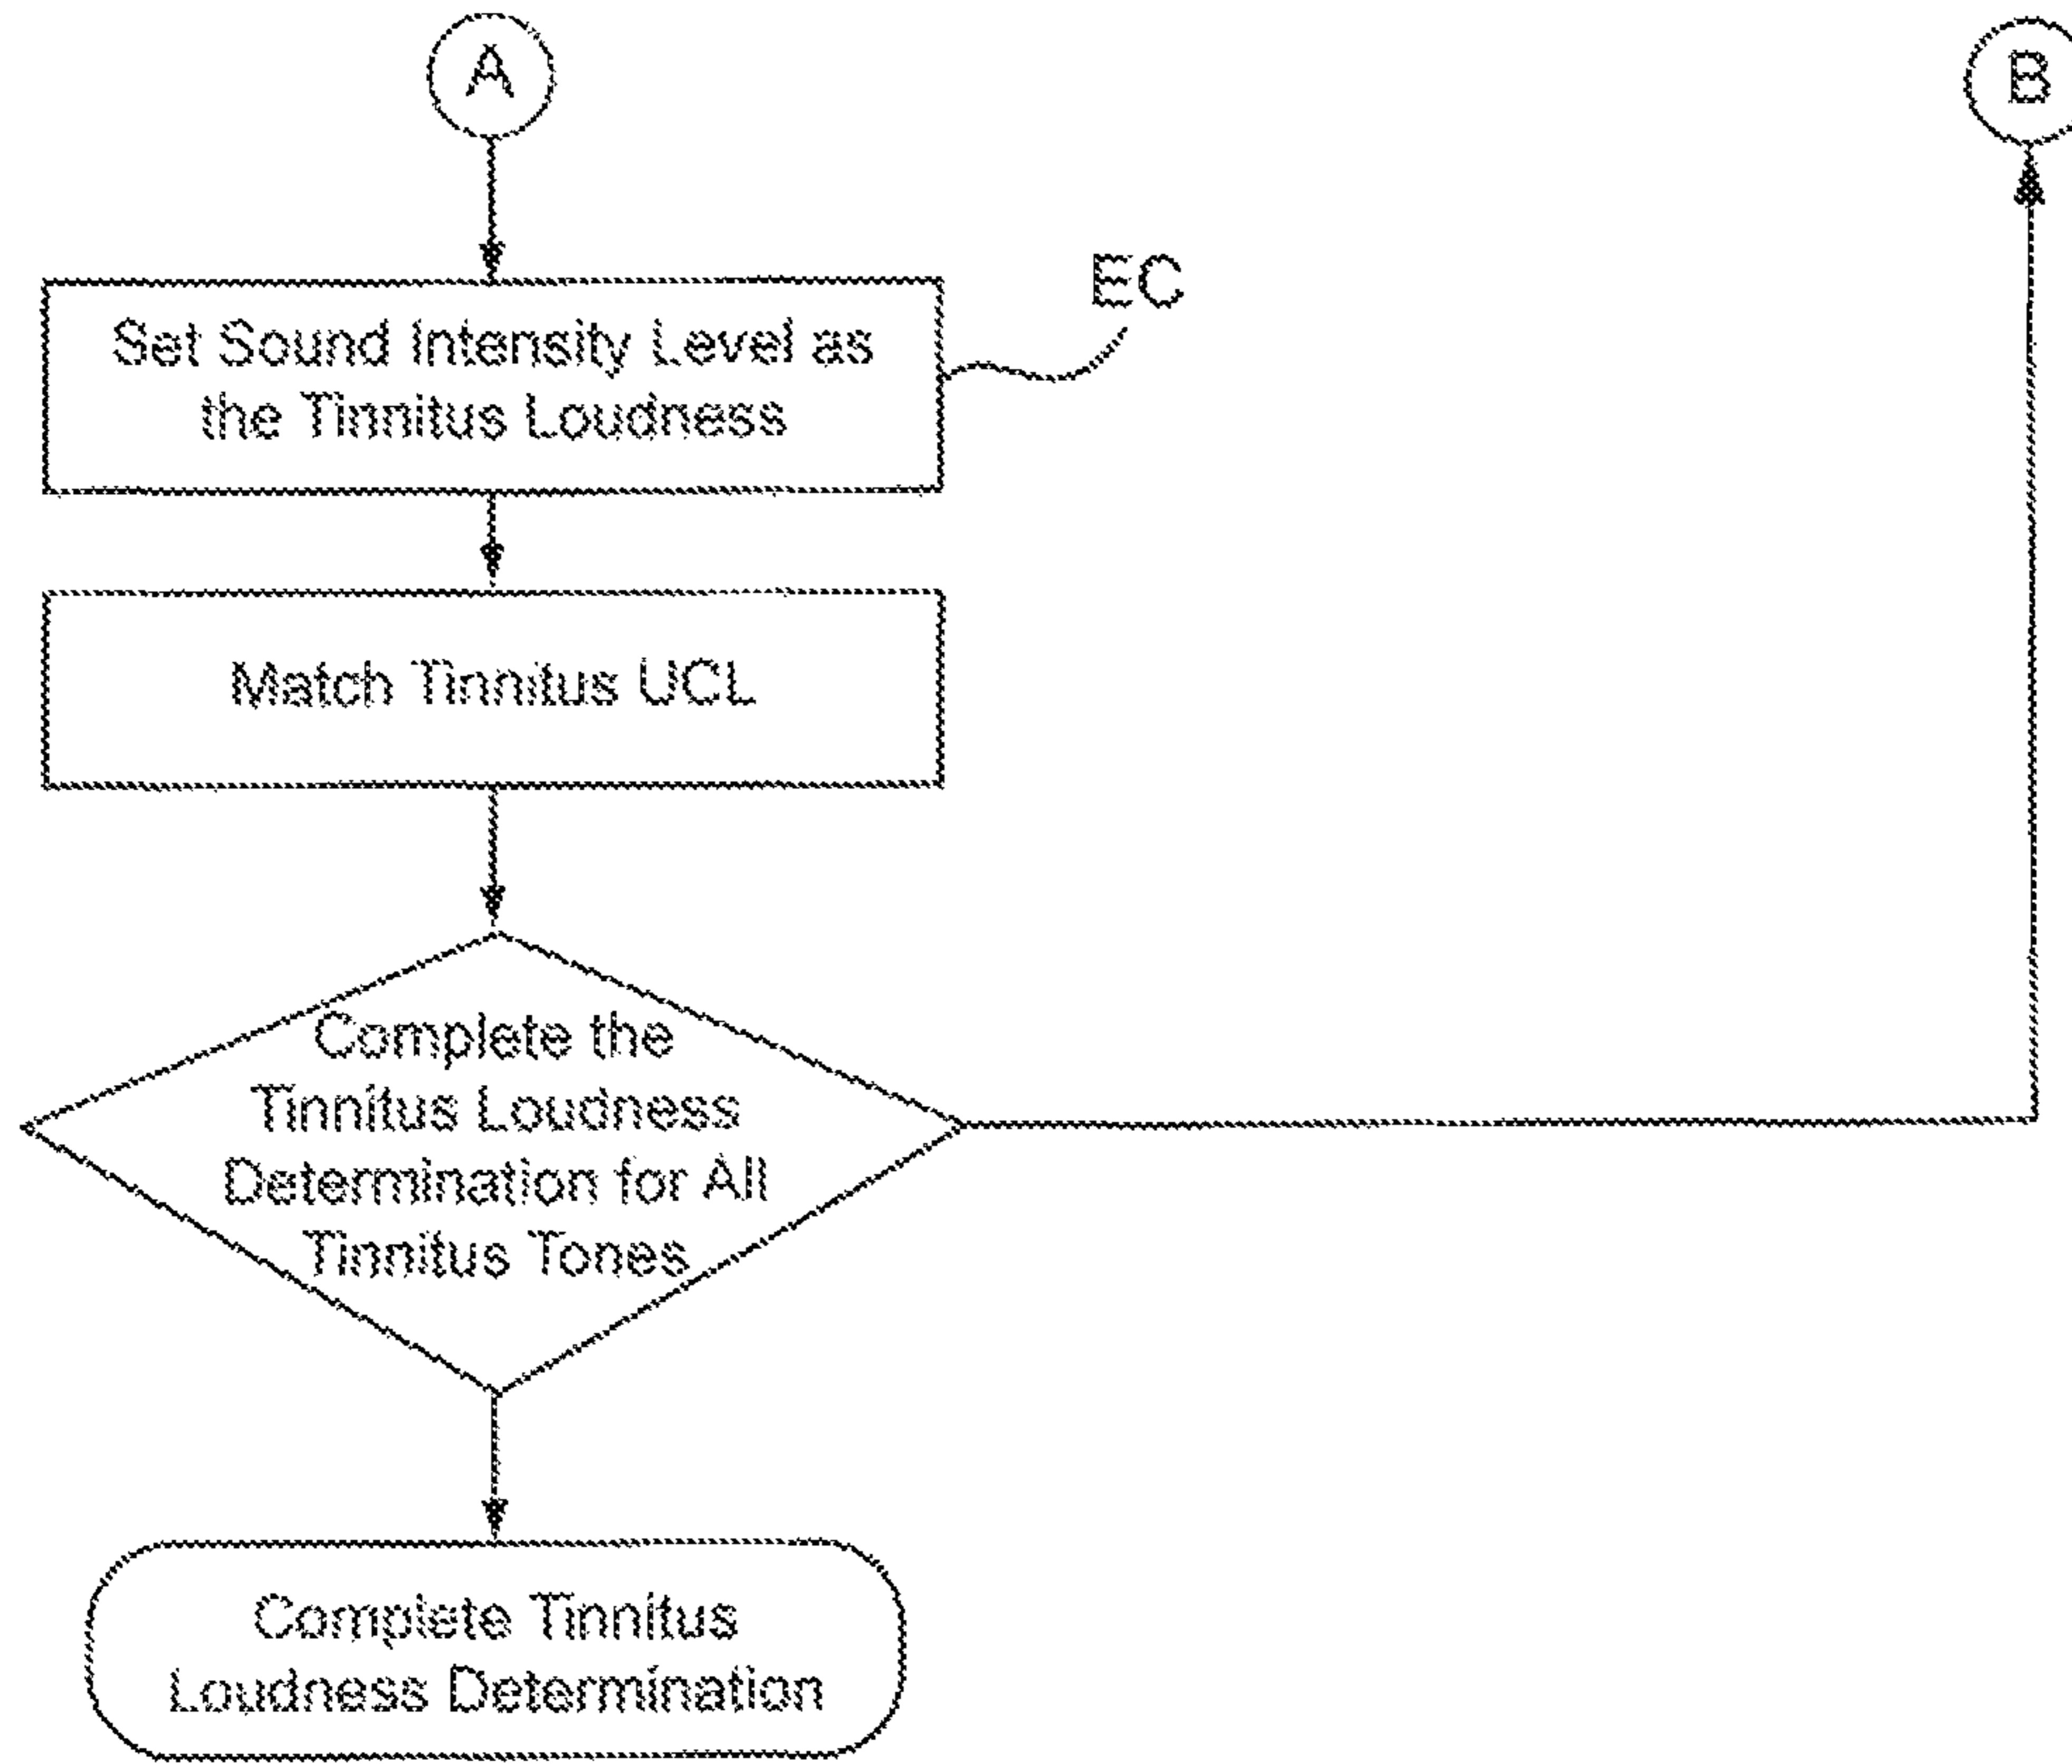 A
B
EC
Set Sound Intensity Level as
the Tinnitus Loudness
Match Tinnitus UCL
Complete the
Tinnitus Loudness
Determination for All
Tinnitus Tones
Complete Tinnitus
Loudness Determination